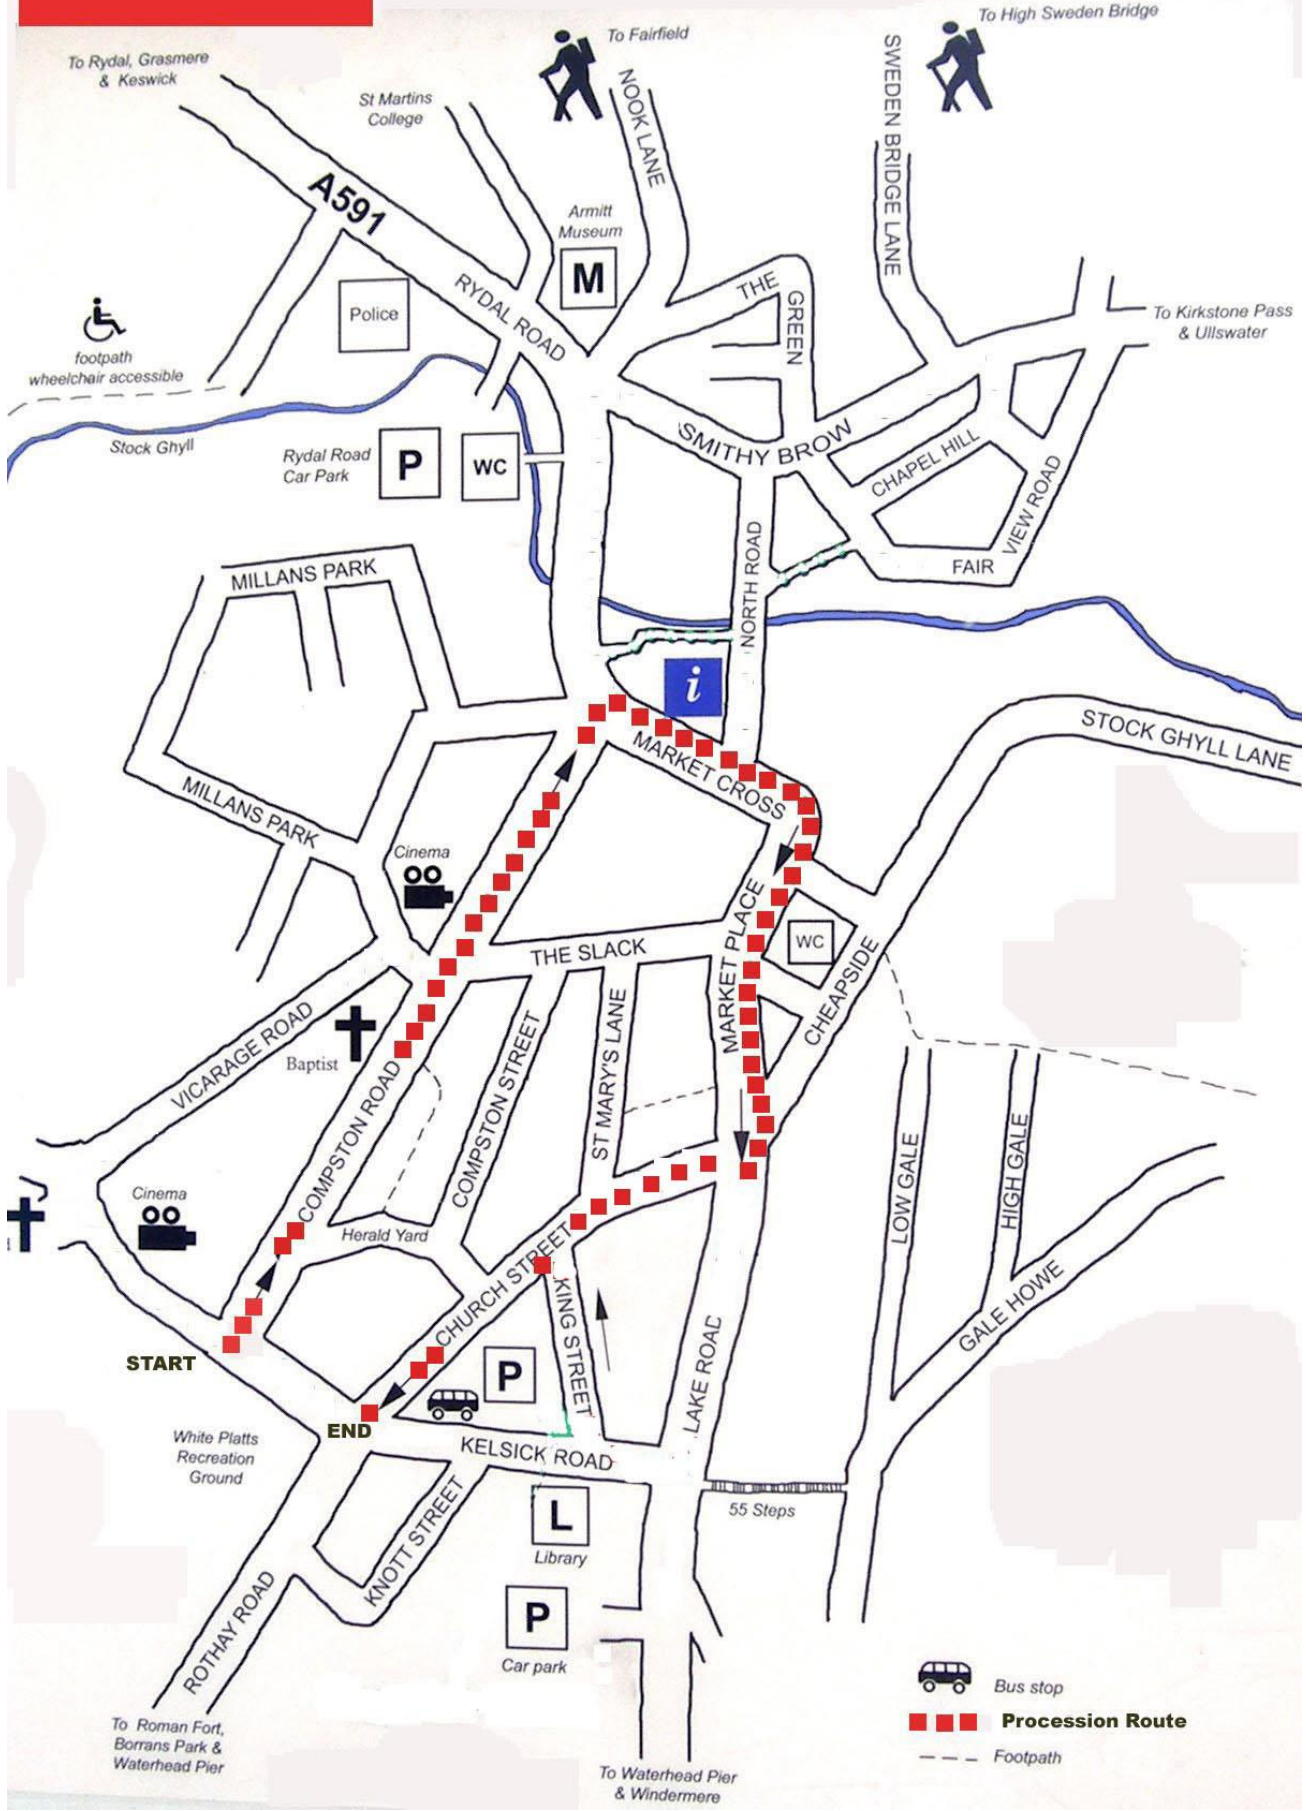 To High Sweden Bridge
To Fairfield
To Rydal, Grasmere
& Keswick
St Martins
College
NOOK LANE
SWEDEN BRIDGE LANE
A591
Armitt
Museum
M
RYDAL ROAD
THE
GREEN
To Kirkstone Pass
& Ullswater
Police
footpath
wheelchair accessible
Stock Ghyll
Rydal Road
Car Park
P
WC
SMITHY BROW
CHAPEL HILL
VIEW ROAD
FAIR
NORTH ROAD
MILLANS PARK
i
MARKET CROSS
STOCK GHYLL LANE
MILLANS PARK
Cinema
THE SLACK
MARKET PLACE
WC
CHEAPSIDE
VICARAGE ROAD
Baptist
COMPSTON ROAD
COMPSTON STREET
ST MARY'S LANE
LOW GALE
HIGH GALE
Cinema
Herald Yard
CHURCH STREET
KING STREET
GALE HOWE
LAKE ROAD
START
P
END
White Platts
Recreation
Ground
KELSICK ROAD
55 Steps
L
Library
KNOTT STREET
ROTHAY ROAD
P
Car park
Bus stop
Procession Route
Footpath
To Roman Fort,
Borrans Park &
Waterhead Pier
To Waterhead Pier
& Windermere